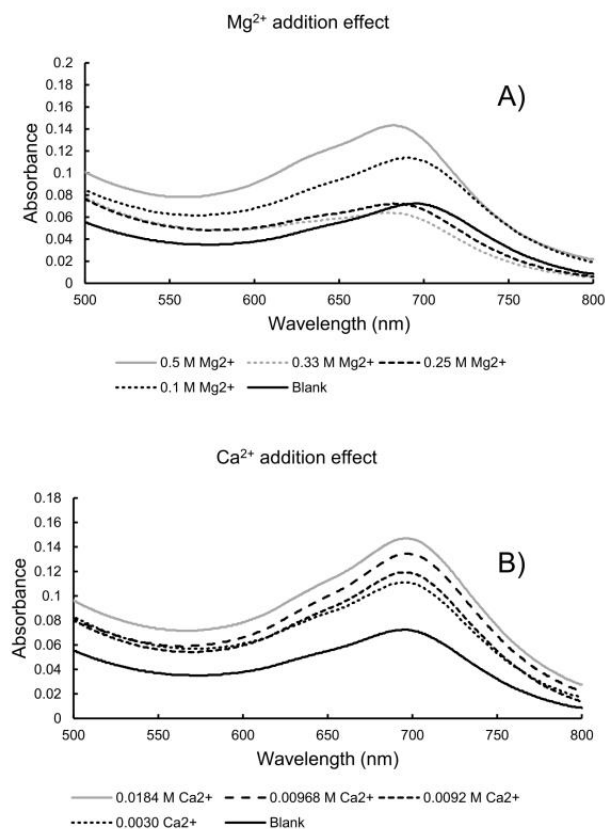 Mg²⁺ addition effect
0.2
0.18
0.16
0.14
0.12
0.1
0.08
0.06
0.04
0.02
0
Absorbance
A)
500 550 600 650 700 750 800
Wavelength (nm)
0.5 M Mg2+ 0.33 M Mg2+ 0.25 M Mg2+
0.1 M Mg2+ Blank
Ca²⁺ addition effect
0.18
0.16
0.14
0.12
0.1
0.08
0.06
0.04
0.02
0
Absorbance
B)
500 550 600 650 700 750 800
Wavelength (nm)
0.0184 M Ca2+ 0.00968 M Ca2+ 0.0092 M Ca2+
0.0030 Ca2+ Blank